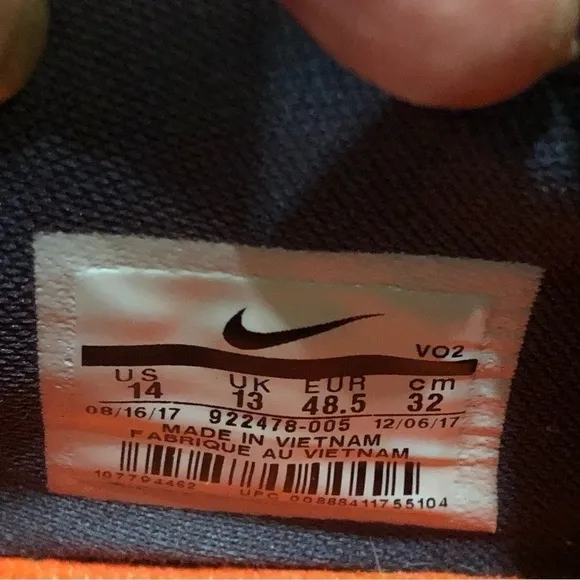 VO2
US UK EUR cm
14 13 48.5 32
08/16/17 922478-005 12/06/17
MADE IN VIETNAM
FABRIQUE AU VIETNAM
107794462 UPC 00888411755104